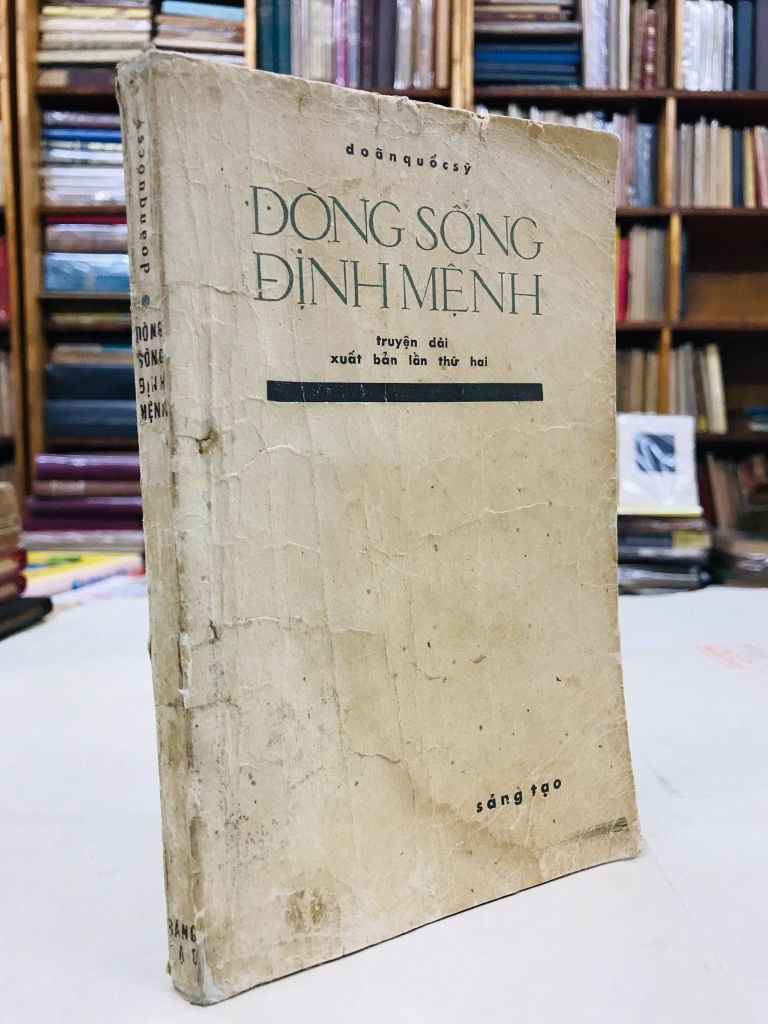 doãnquốcsỹ
DÒNG SÔNG
ĐỊNH MỆNH
truyện dài
xuất bản lần thứ hai
sáng tạo
doãnquốcsỹ
DÒNG
SÔNG
ĐỊNH
MỆNH
SÁNG